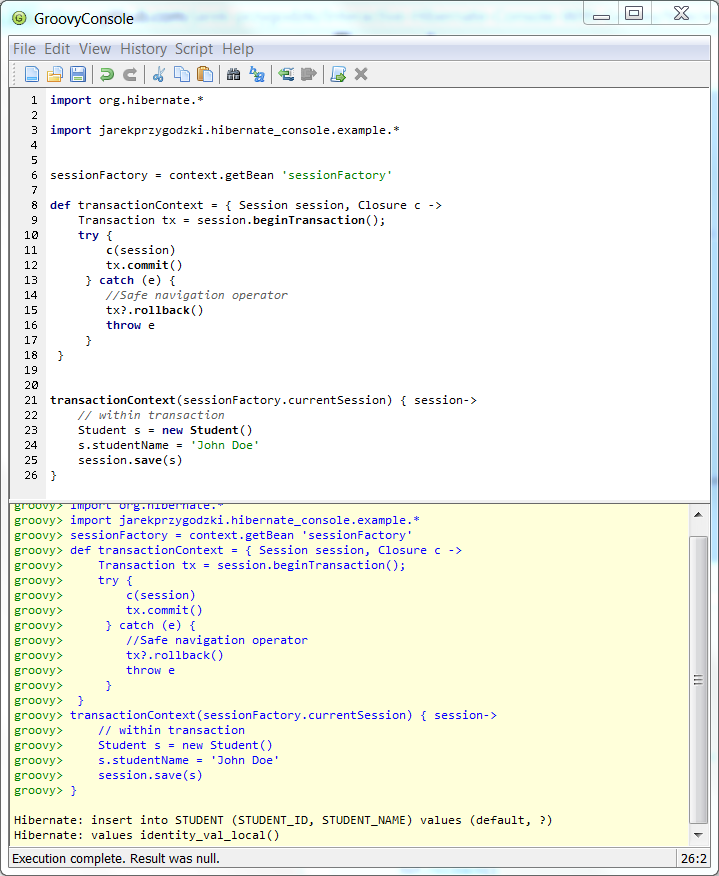 GroovyConsole
File Edit View History Script Help
1 import org.hibernate.*
2
3 import jarekprzygodzki.hibernate_console.example.*
4
5
6 sessionFactory = context.getBean 'sessionFactory'
7
8 def transactionContext = { Session session, Closure c ->
9     Transaction tx = session.beginTransaction();
10     try {
11         c(session)
12         tx.commit()
13      } catch (e) {
14         //Safe navigation operator
15         tx?.rollback()
16         throw e
17      }
18  }
19
20
21 transactionContext(sessionFactory.currentSession) { session->
22     // within transaction
23     Student s = new Student()
24     s.studentName = 'John Doe'
25     session.save(s)
26 }
groovy> import org.hibernate.*
groovy> import jarekprzygodzki.hibernate_console.example.*
groovy> sessionFactory = context.getBean 'sessionFactory'
groovy> def transactionContext = { Session session, Closure c ->
groovy>     Transaction tx = session.beginTransaction();
groovy>     try {
groovy>         c(session)
groovy>         tx.commit()
groovy>      } catch (e) {
groovy>         //Safe navigation operator
groovy>         tx?.rollback()
groovy>         throw e
groovy>      }
groovy>  }
groovy> transactionContext(sessionFactory.currentSession) { session->
groovy>     // within transaction
groovy>     Student s = new Student()
groovy>     s.studentName = 'John Doe'
groovy>     session.save(s)
groovy> }
Hibernate: insert into STUDENT (STUDENT_ID, STUDENT_NAME) values (default, ?)
Hibernate: values identity_val_local()
Execution complete. Result was null. 26:2